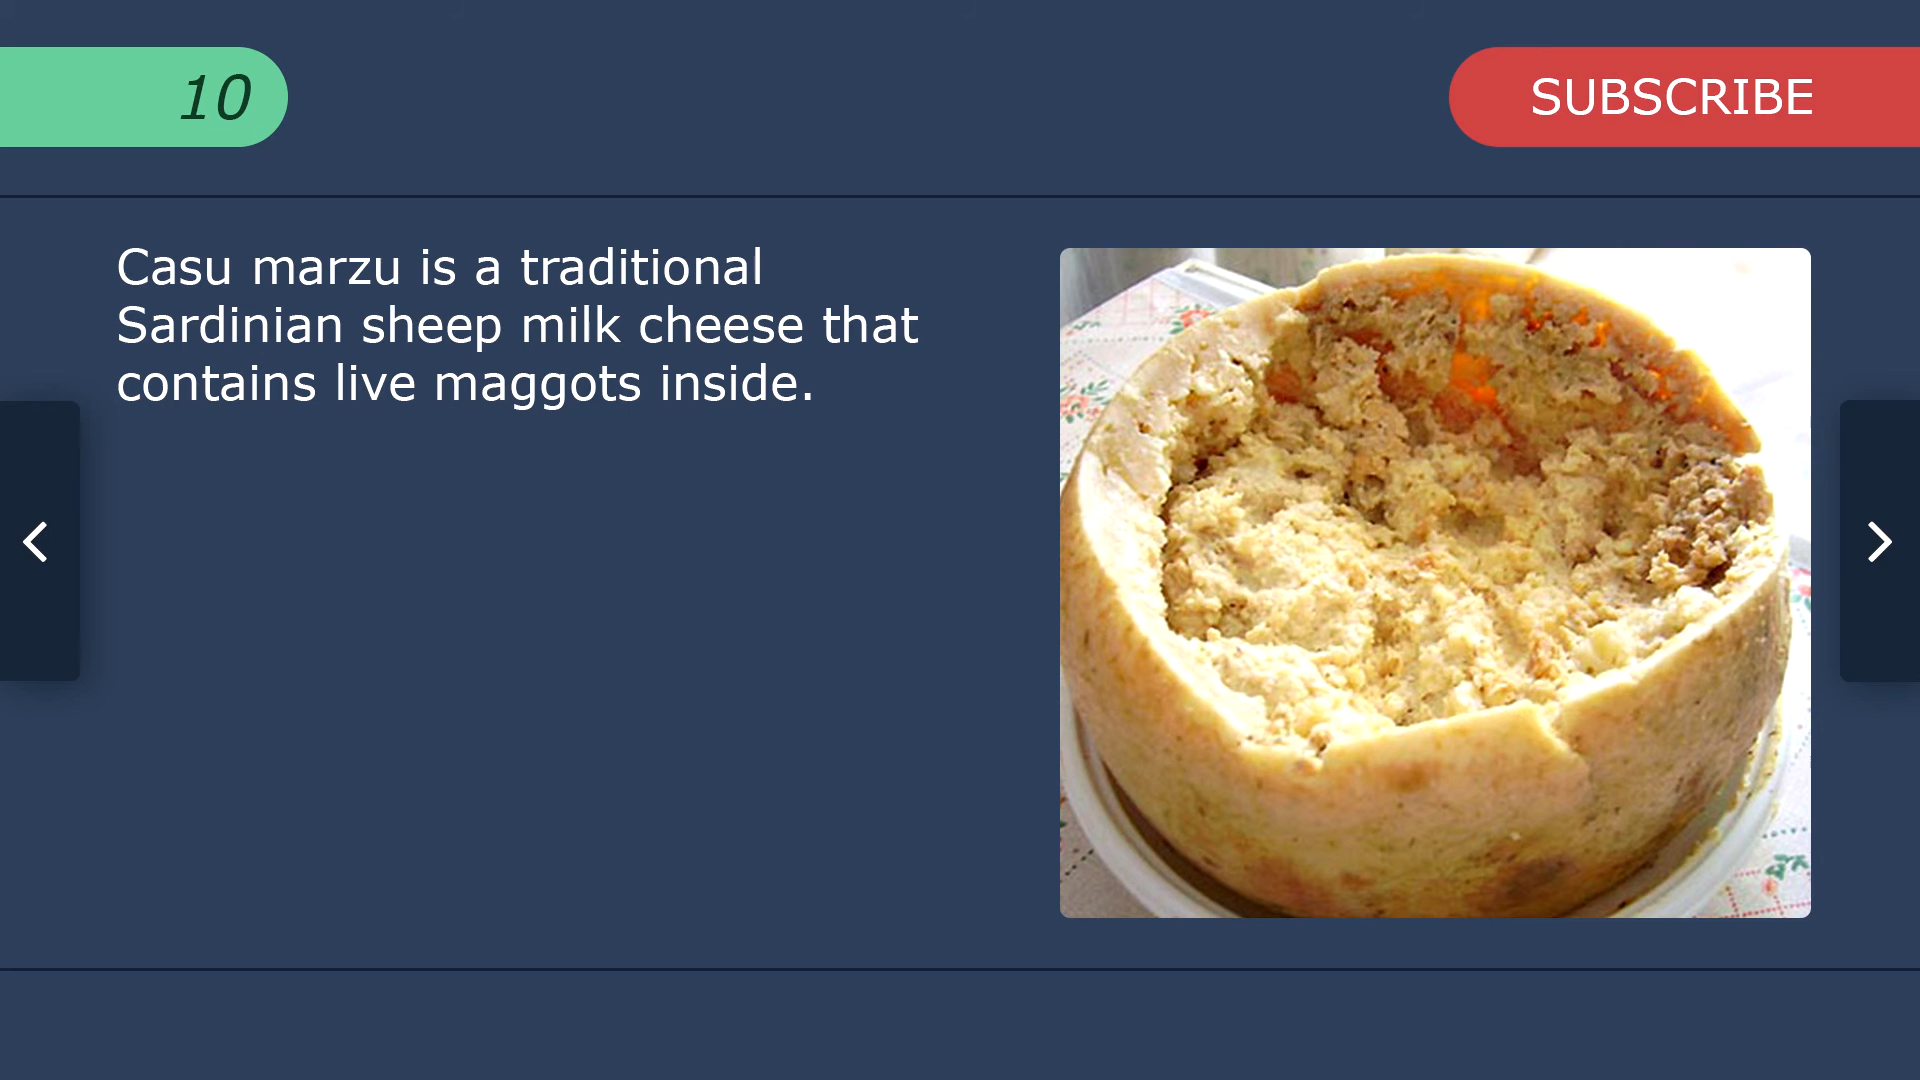 10
SUBSCRIBE
Casu marzu is a traditional
Sardinian sheep milk cheese that
contains live maggots inside.